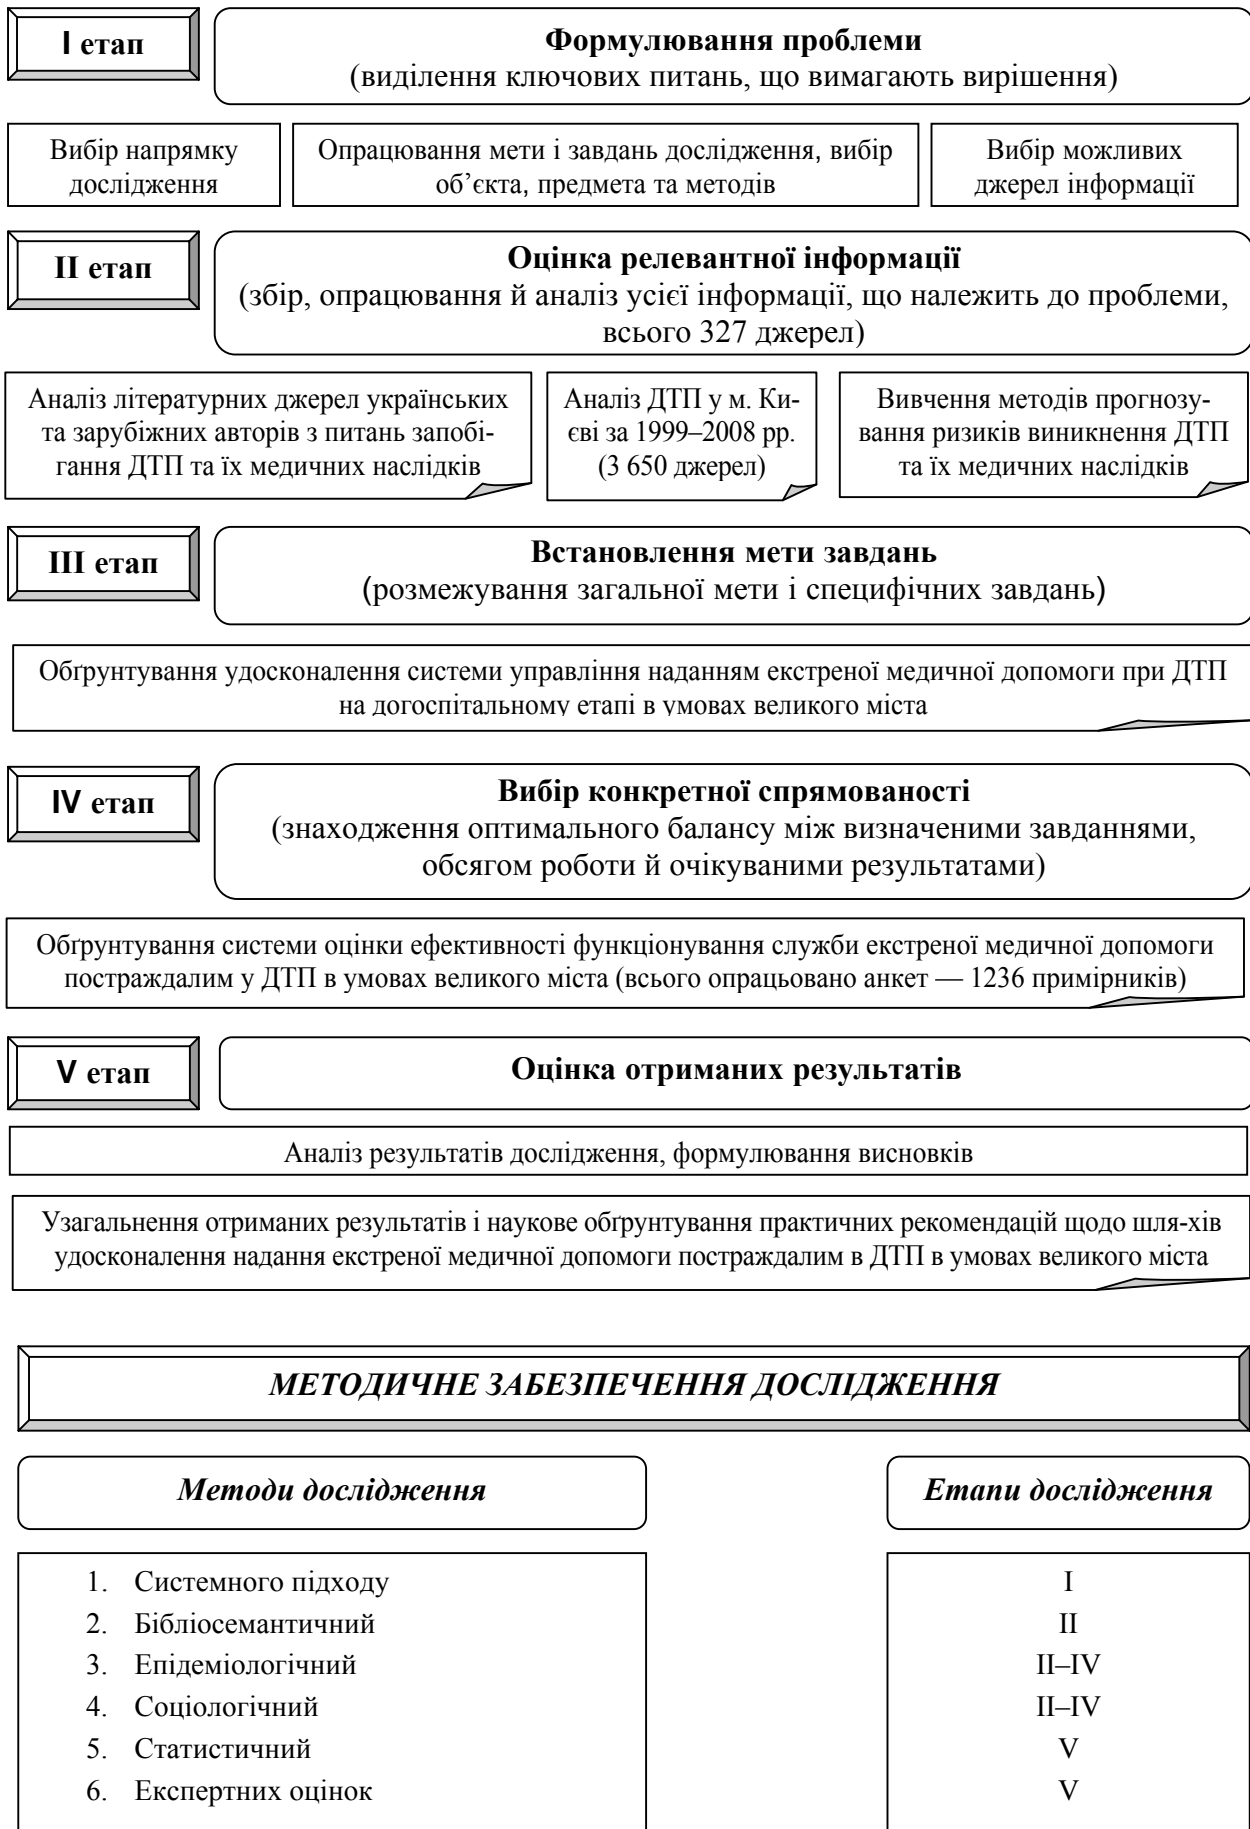 I етап
Формулювання проблеми
(виділення ключових питань, що вимагають вирішення)
Вибір напрямку
дослідження
Опрацювання мети і завдань дослідження, вибір
об’єкта, предмета та методів
Вибір можливих
джерел інформації
II етап
Оцінка релевантної інформації
(збір, опрацювання й аналіз усієї інформації, що належить до проблеми,
всього 327 джерел)
Аналіз літературних джерел українських
та зарубіжних авторів з питань запобі-
гання ДТП та їх медичних наслідків
Аналіз ДТП у м. Ки-
єві за 1999–2008 рр.
(3 650 джерел)
Вивчення методів прогнозу-
вання ризиків виникнення ДТП
та їх медичних наслідків
III етап
Встановлення мети завдань
(розмежування загальної мети і специфічних завдань)
Обґрунтування удосконалення системи управління наданням екстреної медичної допомоги при ДТП
на догоспітальному етапі в умовах великого міста
IV етап
Вибір конкретної спрямованості
(знаходження оптимального балансу між визначеними завданнями,
обсягом роботи й очікуваними результатами)
Обґрунтування системи оцінки ефективності функціонування служби екстреної медичної допомоги
постраждалим у ДТП в умовах великого міста (всього опрацьовано анкет — 1236 примірників)
V етап
Оцінка отриманих результатів
Аналіз результатів дослідження, формулювання висновків
Узагальнення отриманих результатів і наукове обґрунтування практичних рекомендацій щодо шля-хів
удосконалення надання екстреної медичної допомоги постраждалим в ДТП в умовах великого міста
МЕТОДИЧНЕ ЗАБЕЗПЕЧЕННЯ ДОСЛІДЖЕННЯ
Методи дослідження
Етапи дослідження
1. Системного підходу I
2. Бібліосемантичний II
3. Епідеміологічний II–IV
4. Соціологічний II–IV
5. Статистичний V
6. Експертних оцінок V